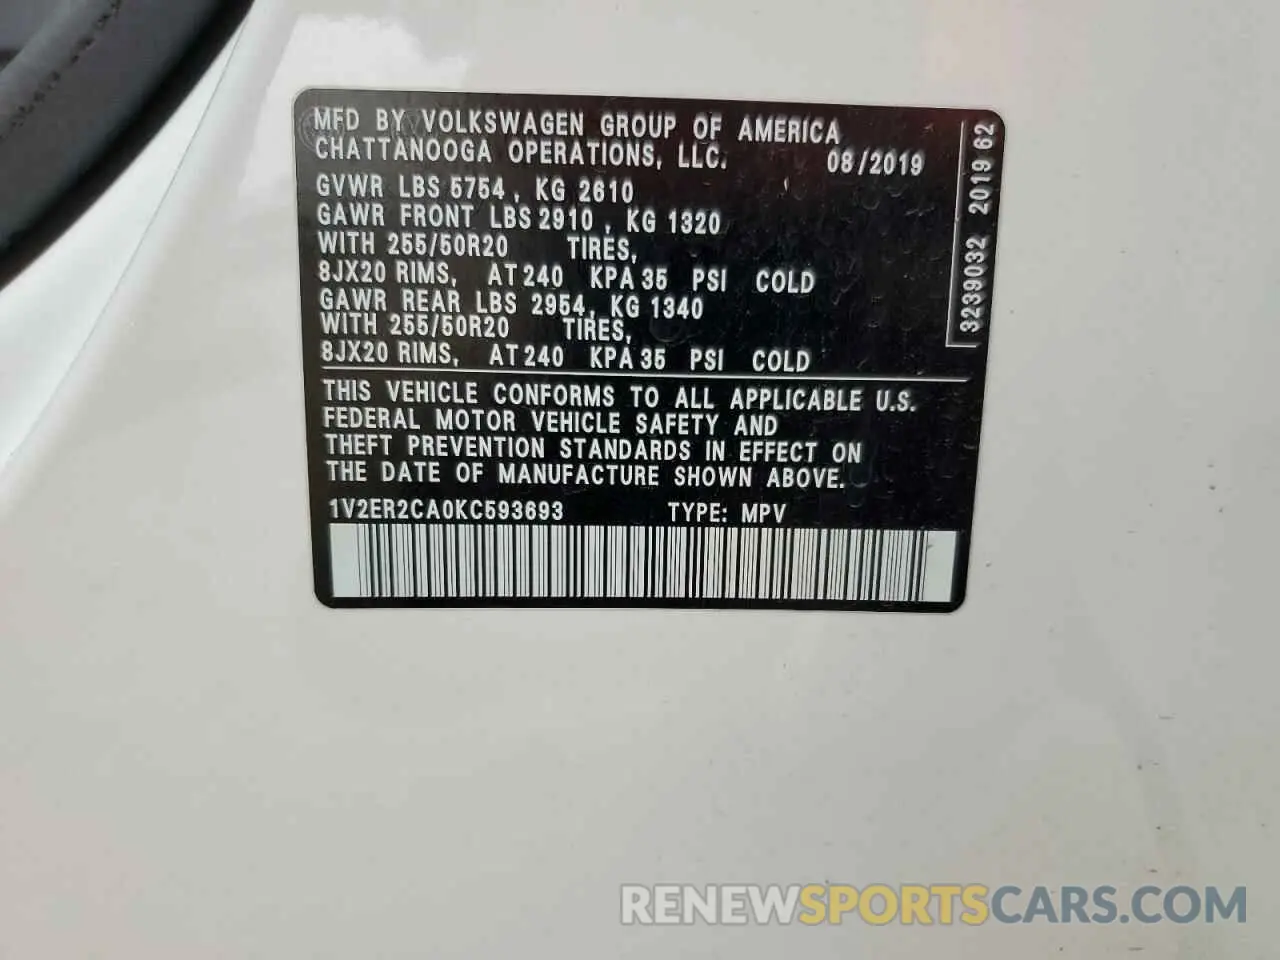 MFD BY VOLKSWAGEN GROUP OF AMERICA
CHATTANOOGA OPERATIONS, LLC. 08/2019
GVWR LBS 5754, KG 2610
GAWR FRONT LBS 2910, KG 1320
WITH 255/50R20 TIRES,
8JX20 RIMS, AT 240 KPA 35 PSI COLD
GAWR REAR LBS 2954, KG 1340
WITH 255/50R20 TIRES,
8JX20 RIMS, AT 240 KPA 35 PSI COLD
THIS VEHICLE CONFORMS TO ALL APPLICABLE U.S.
FEDERAL MOTOR VEHICLE SAFETY AND
THEFT PREVENTION STANDARDS IN EFFECT ON
THE DATE OF MANUFACTURE SHOWN ABOVE.
1V2ER2CA0KC593693 TYPE: MPV
3239032 2019 62
RENEWSPORTSCARS.COM